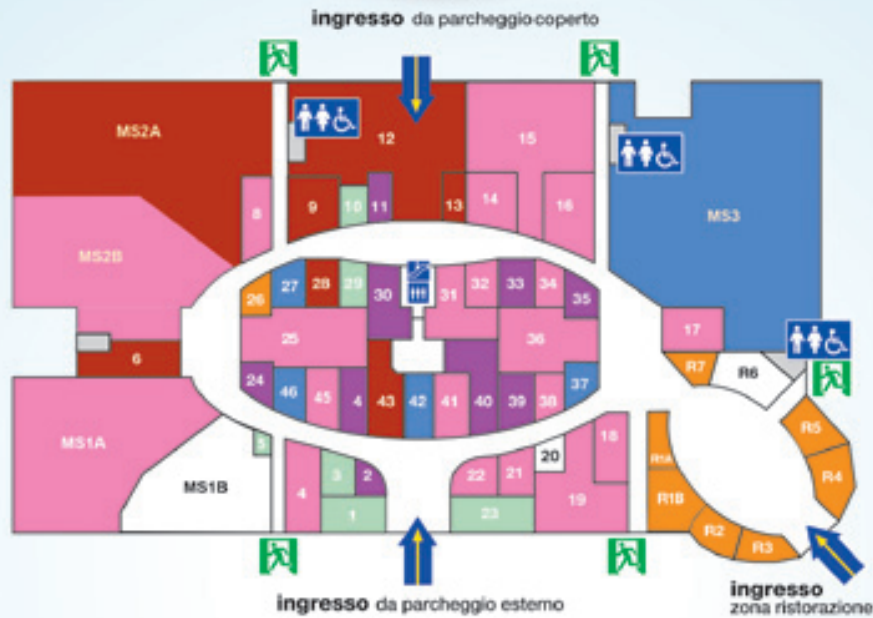 ingresso da parcheggio coperto
MS2A
12
15
MS3
8
9
10
11
13
14
16
MS2B
26
27
28
29
30
31
32
33
34
35
17
25
36
6
R7
R6
24
46
45
4
43
42
41
40
39
38
37
MS1A
MS1B
5
R5
18
3
2
22
21
20
R1A
R4
4
19
R1B
1
23
R2
R3
ingresso da parcheggio esterno
ingresso
zona ristorazione